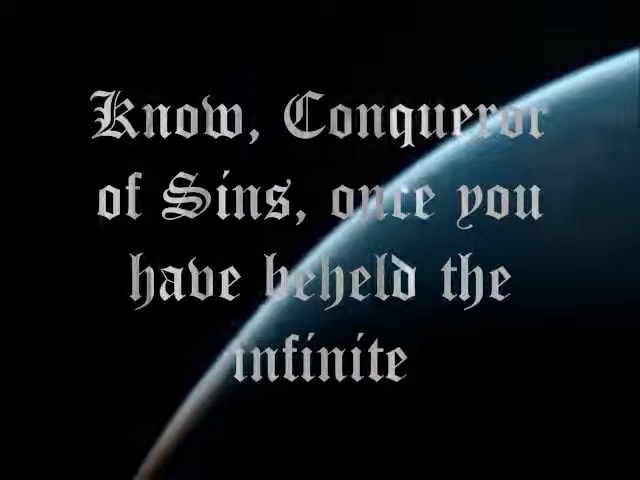 Know, Conqueror
of Sins, once you
have beheld the
infinite